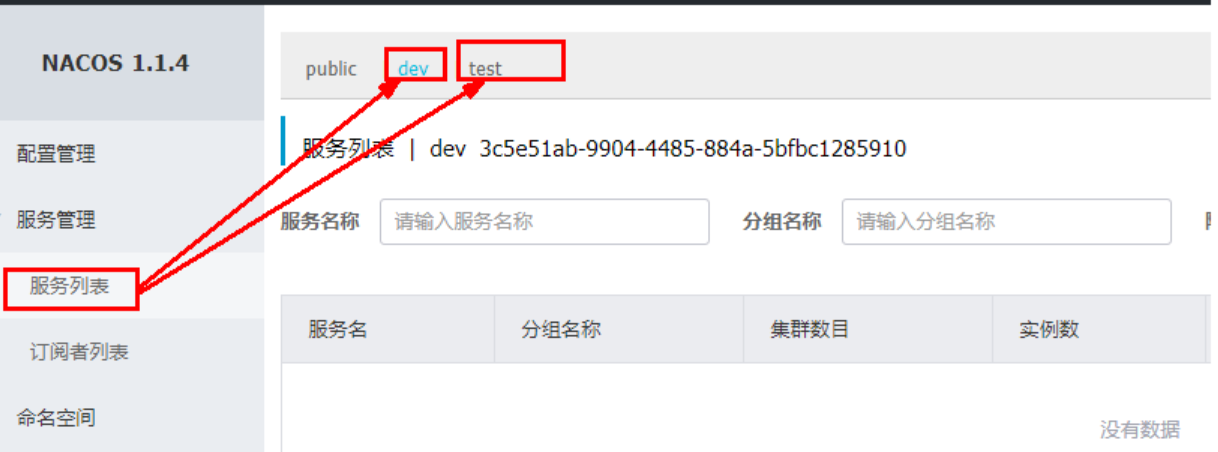 NACOS 1.1.4
public dev test
配置管理
服务列表 | dev 3c5e51ab-9904-4485-884a-5bfbc1285910
服务管理
服务名称 请输入服务名称 分组名称 请输入分组名称
服务列表
服务名 分组名称 集群数目 实例数
订阅者列表
命名空间
没有数据